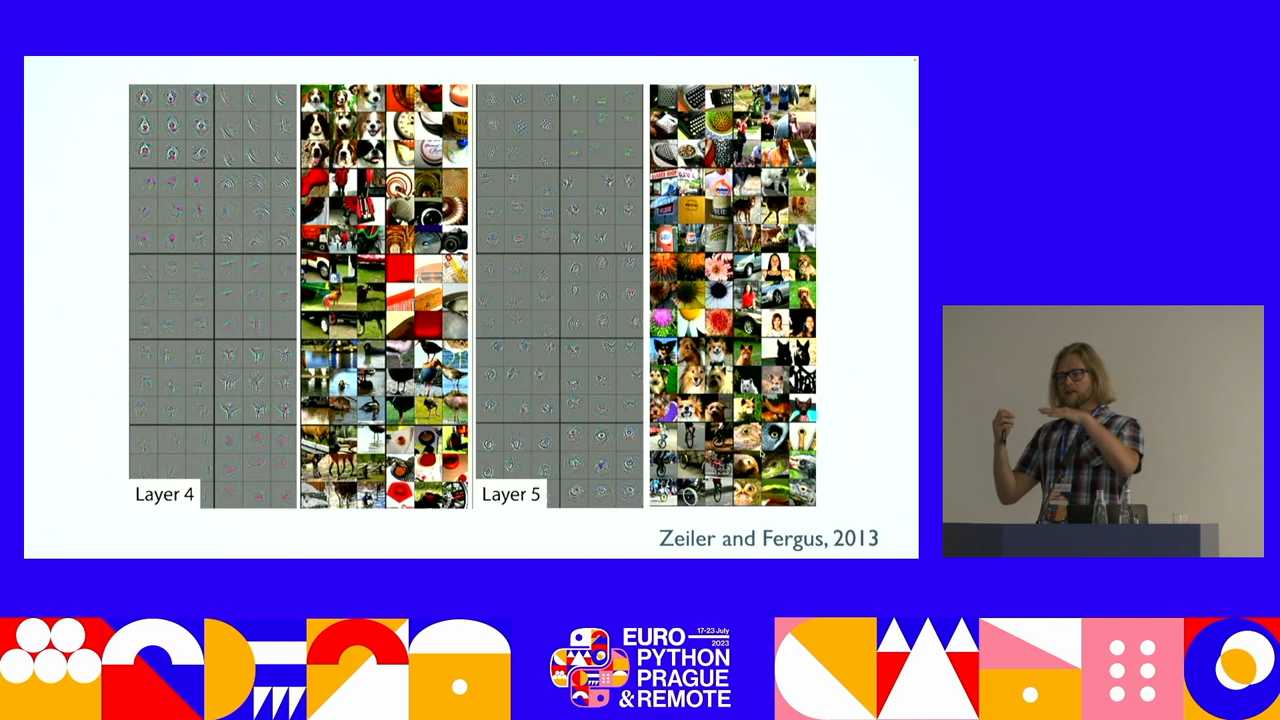 Layer 4
Layer 5
Zeiler and Fergus, 2013
17-23 July
2023
EURO
PYTHON
PRAGUE
& REMOTE